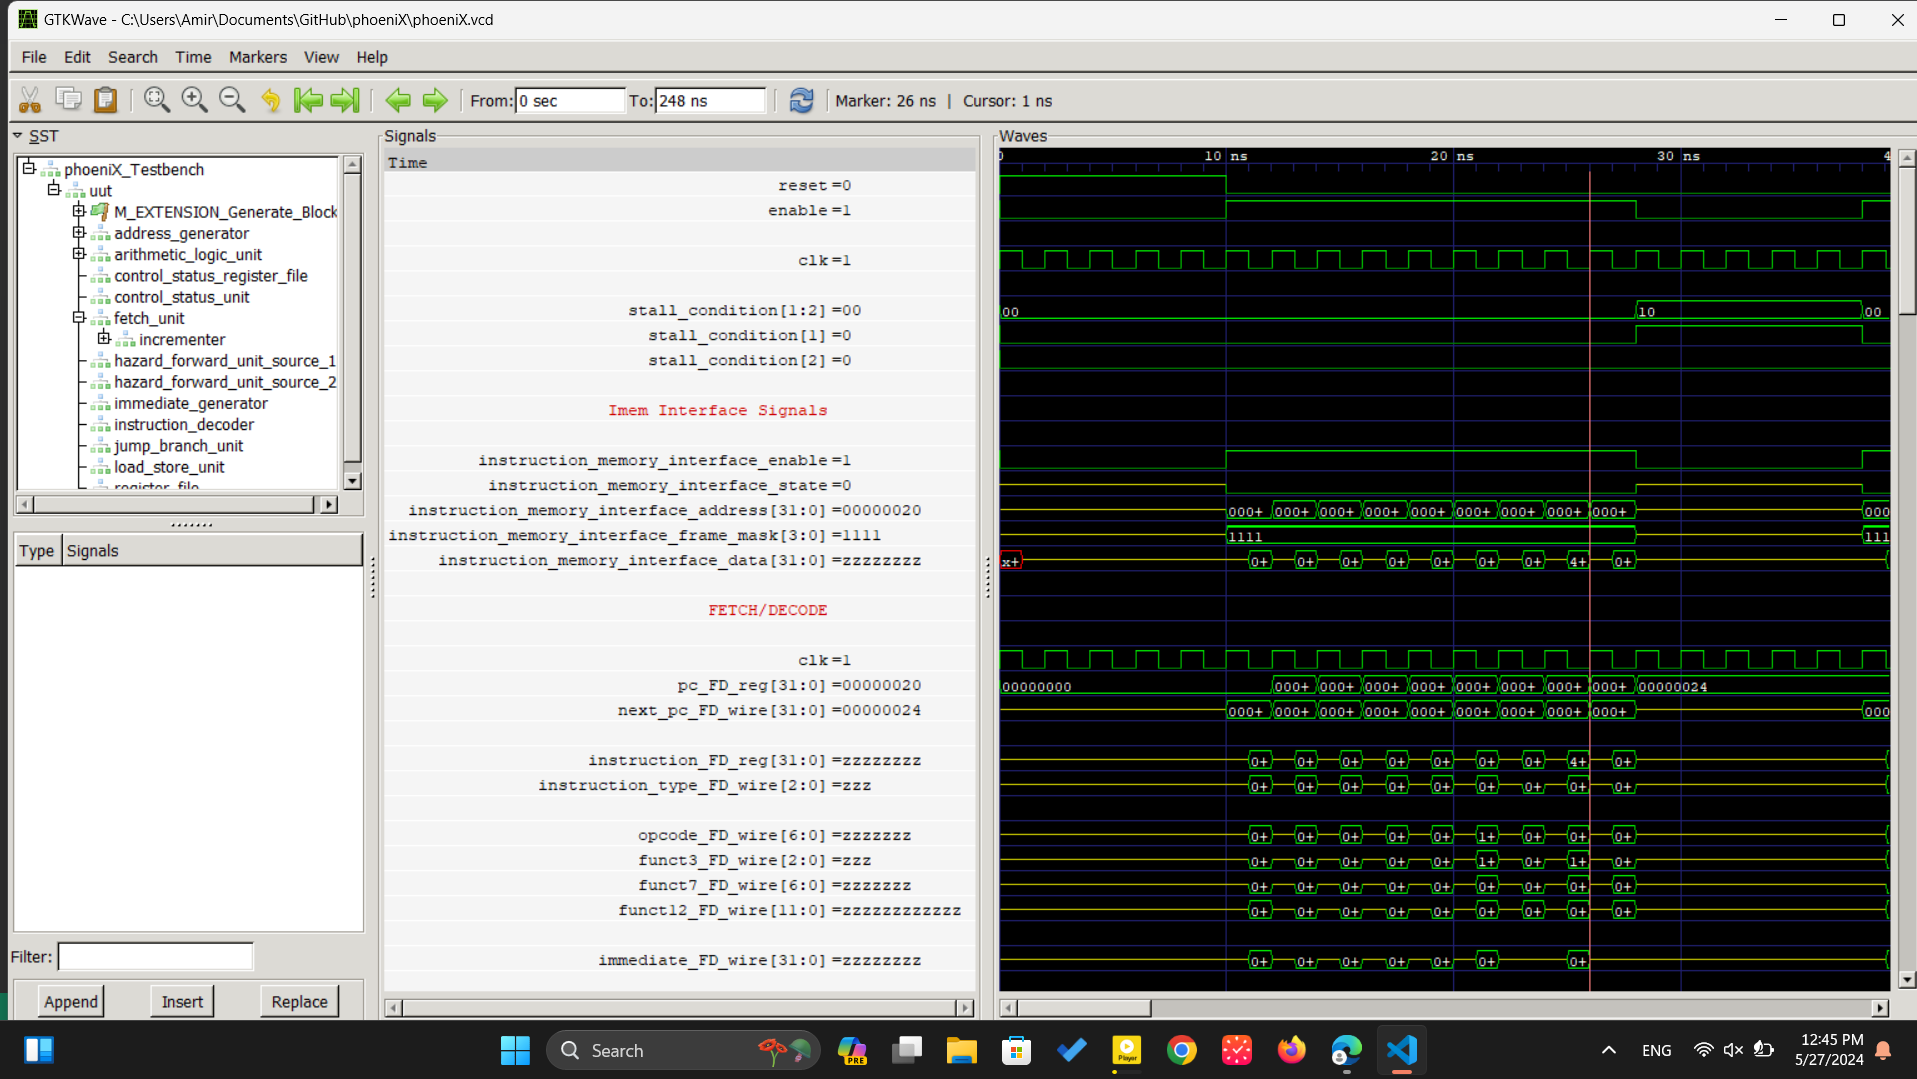 GTKWave - C:\Users\Amir\Documents\GitHub\phoeniX\phoeniX.vcd
File Edit Search Time Markers View Help
From: 0 sec To: 248 ns Marker: 26 ns | Cursor: 1 ns
SST
phoeniX_Testbench
uut
M_EXTENSION_Generate_Block
address_generator
arithmetic_logic_unit
control_status_register_file
control_status_unit
fetch_unit
incrementer
hazard_forward_unit_source_1
hazard_forward_unit_source_2
immediate_generator
instruction_decoder
jump_branch_unit
load_store_unit
register_file
Type Signals
Filter:
Append Insert Replace
Signals
Time
reset =0
enable =1
clk =1
stall_condition[1:2] =00
stall_condition[1] =0
stall_condition[2] =0
Imem Interface Signals
instruction_memory_interface_enable =1
instruction_memory_interface_state =0
instruction_memory_interface_address[31:0] =00000020
instruction_memory_interface_frame_mask[3:0] =1111
instruction_memory_interface_data[31:0] =zzzzzzzz
FETCH/DECODE
clk =1
pc_FD_reg[31:0] =00000020
next_pc_FD_wire[31:0] =00000024
instruction_FD_reg[31:0] =zzzzzzzz
instruction_type_FD_wire[2:0] =zzz
opcode_FD_wire[6:0] =zzzzzzz
funct3_FD_wire[2:0] =zzz
funct7_FD_wire[6:0] =zzzzzzz
funct12_FD_wire[11:0] =zzzzzzzzzzzz
immediate_FD_wire[31:0] =zzzzzzzz
Waves
0 10 ns 20 ns 30 ns 4
00 10 00
000+ 000+ 000+ 000+ 000+ 000+ 000+ 000+ 000+ 000
1111 111
x+ 0+ 0+ 0+ 0+ 0+ 0+ 0+ 4+ 0+
00000000 000+ 000+ 000+ 000+ 000+ 000+ 000+ 000+ 00000024
000+ 000+ 000+ 000+ 000+ 000+ 000+ 000+ 000+ 000
0+ 0+ 0+ 0+ 0+ 0+ 0+ 4+ 0+
0+ 0+ 0+ 0+ 0+ 0+ 0+ 0+ 0+
0+ 0+ 0+ 0+ 0+ 1+ 0+ 0+ 0+
0+ 0+ 0+ 0+ 0+ 1+ 0+ 1+ 0+
0+ 0+ 0+ 0+ 0+ 0+ 0+ 0+ 0+
0+ 0+ 0+ 0+ 0+ 0+ 0+ 0+ 0+
0+ 0+ 0+ 0+ 0+ 0+ 0+
Search
PRE
Player
ENG
12:45 PM
5/27/2024